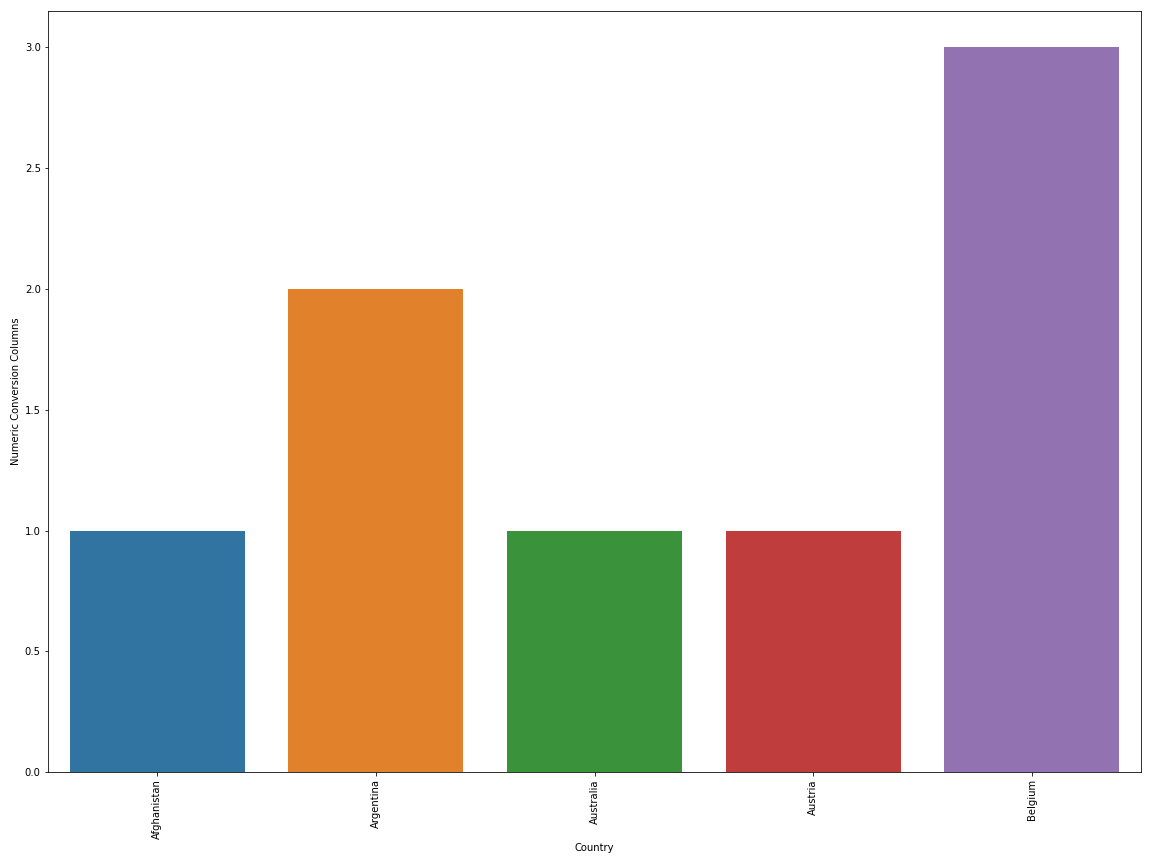 3.0
2.5
2.0
1.5
1.0
0.5
0.0
Numeric Conversion Columns
Afghanistan
Argentina
Australia
Austria
Belgium
Country